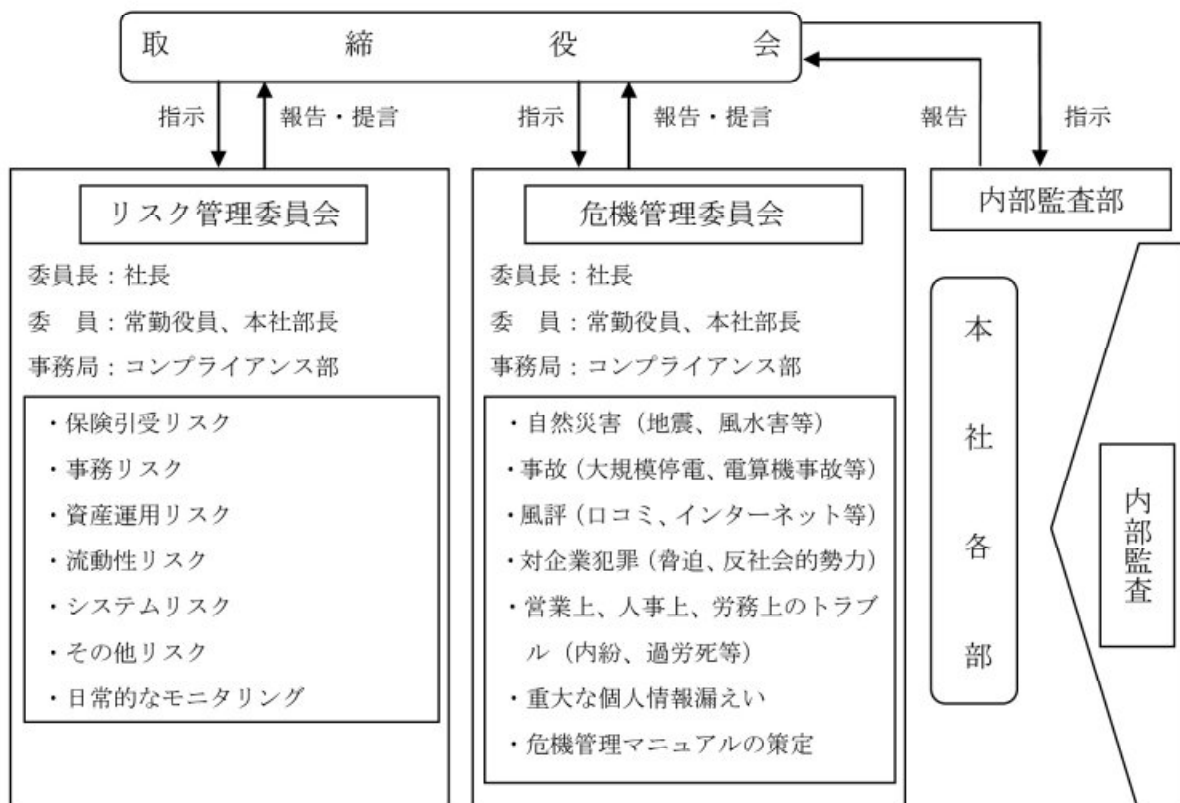 取締役会
指示
報告・提言
指示
報告・提言
報告
指示
リスク管理委員会
委員長：社長
委　員：常勤役員、本社部長
事務局：コンプライアンス部
・保険引受リスク
・事務リスク
・資産運用リスク
・流動性リスク
・システムリスク
・その他リスク
・日常的なモニタリング
危機管理委員会
委員長：社長
委　員：常勤役員、本社部長
事務局：コンプライアンス部
・自然災害（地震、風水害等）
・事故（大規模停電、電算機事故等）
・風評（口コミ、インターネット等）
・対企業犯罪（脅迫、反社会的勢力）
・営業上、人事上、労務上のトラブ
ル（内紛、過労死等）
・重大な個人情報漏えい
・危機管理マニュアルの策定
内部監査部
本社各部
内部監査